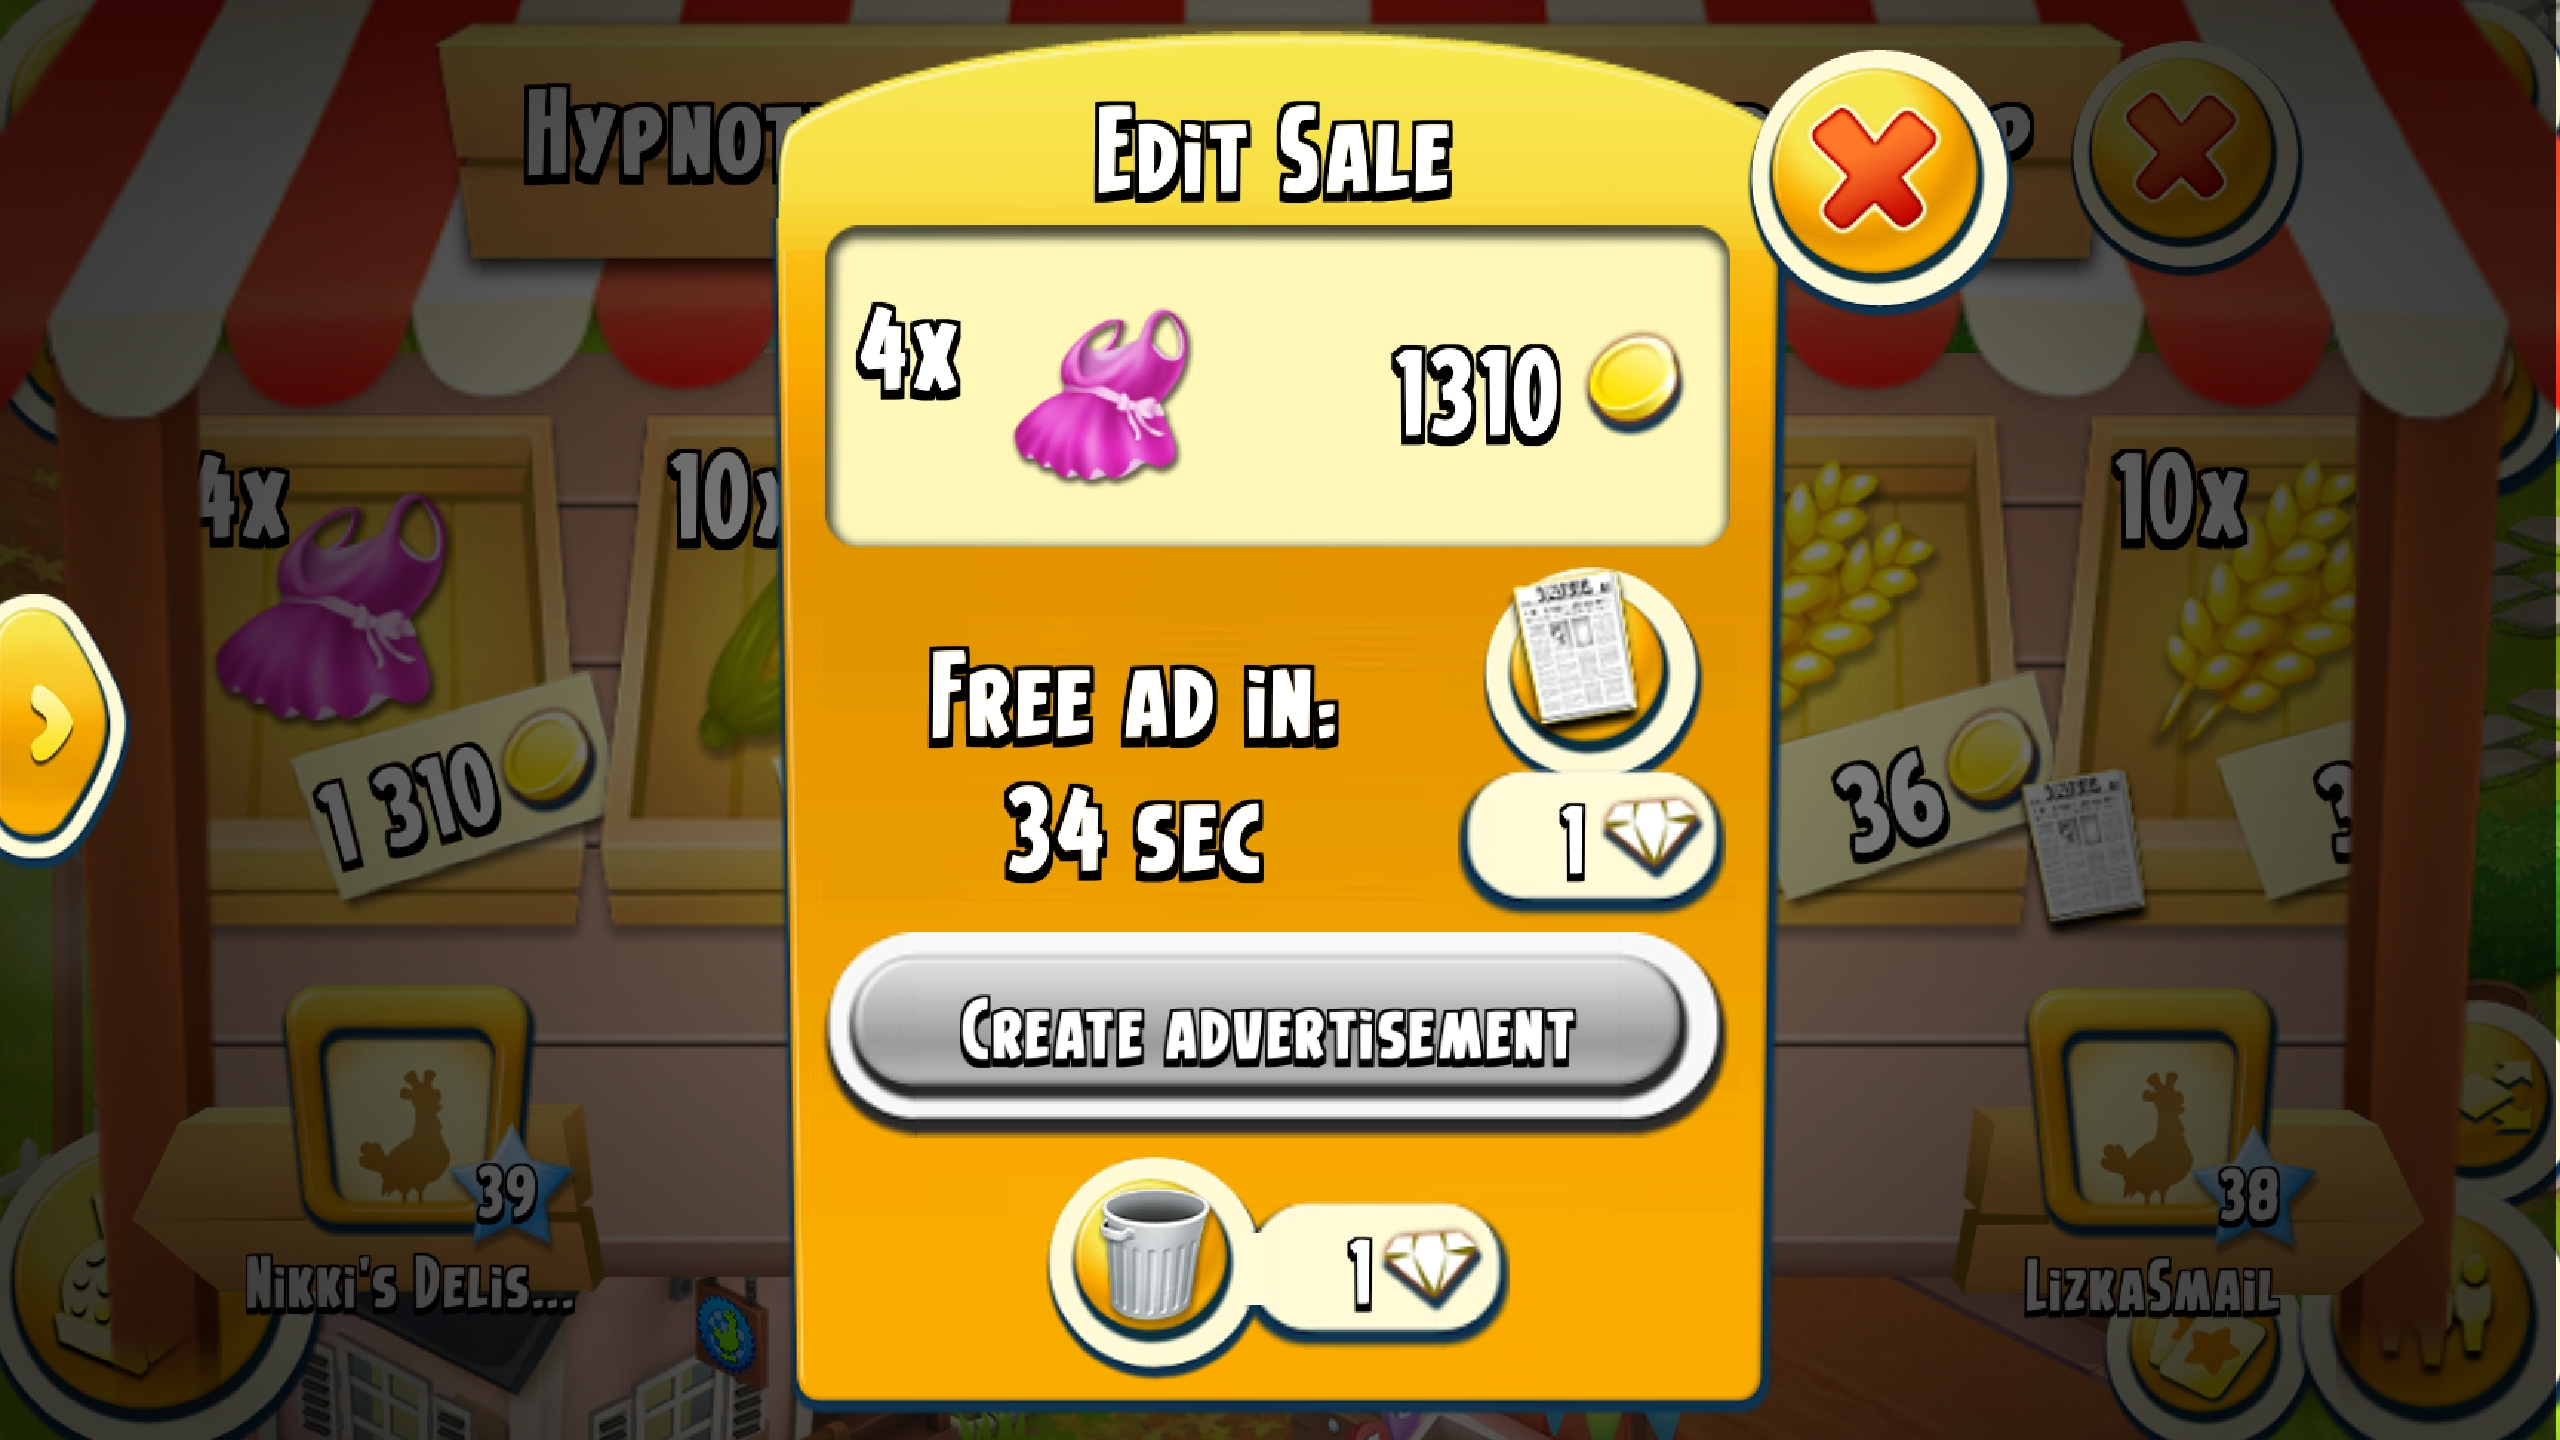 Hypnot
Edit Sale
4x
1310
4x
10x
10x
Free ad in:
34 sec
1
1 310
36
Create advertisement
39
38
1
Nikki's Delis...
LizkaSmail